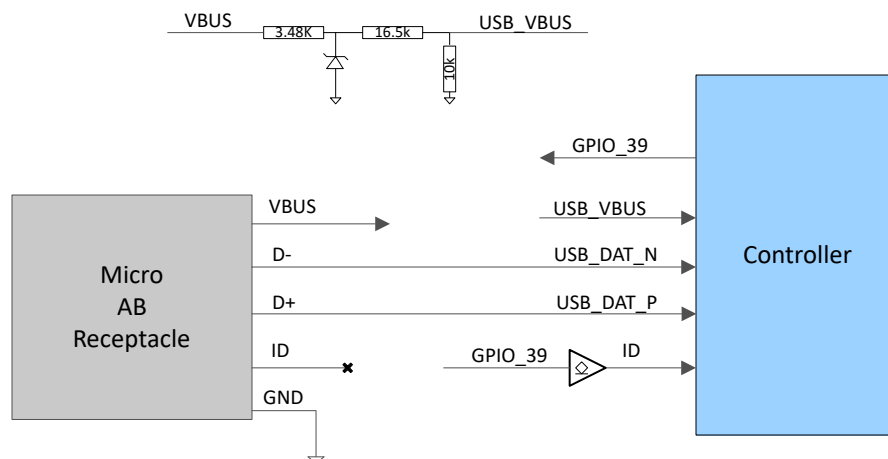 VBUS
3.48K
16.5k
USB_VBUS
10k
GPIO_39
VBUS
USB_VBUS
D-
USB_DAT_N
Controller
Micro
AB
Receptacle
D+
USB_DAT_P
ID
GPIO_39
ID
GND